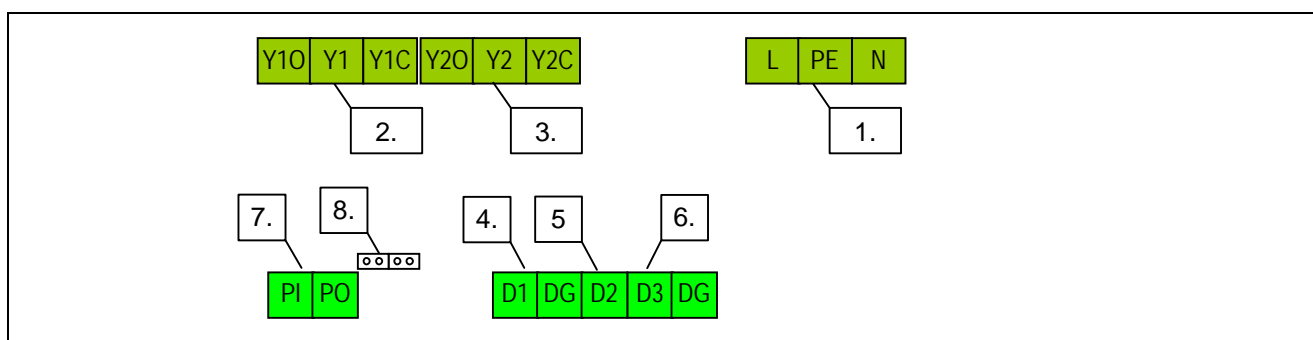 Y1O Y1 Y1C Y2O Y2 Y2C L PE N
2. 3. 1.
7. 8. 4. 5 6.
PI PO D1 DG D2 D3 DG